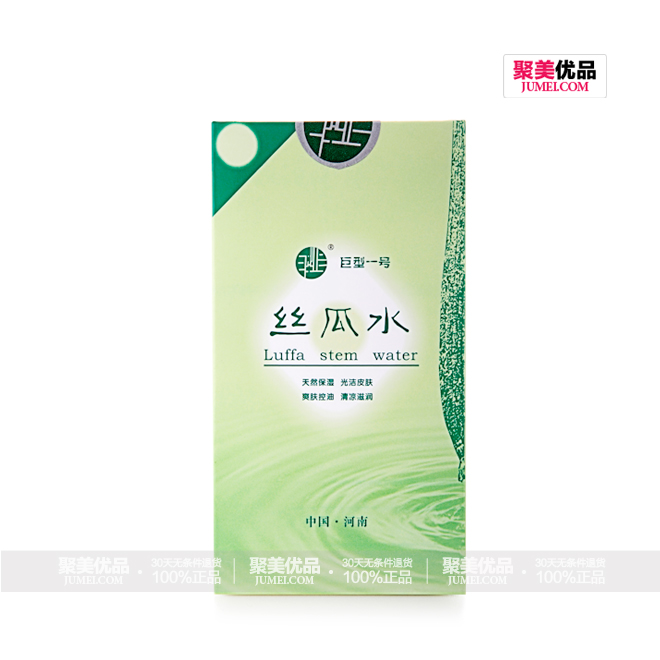 聚美优品
JUMEI.COM
® 巨型一号
丝瓜水
Luffa stem water
天然保湿 光洁皮肤
爽肤控油 清凉滋润
中国·河南
聚美优品 · 30天无条件退货 | 聚美优品 · 30天无条件退货 | 聚美优品 · 30天无条件退货
JUMEI.COM 100%正品 JUMEI.COM 100%正品 JUMEI.COM 100%正品